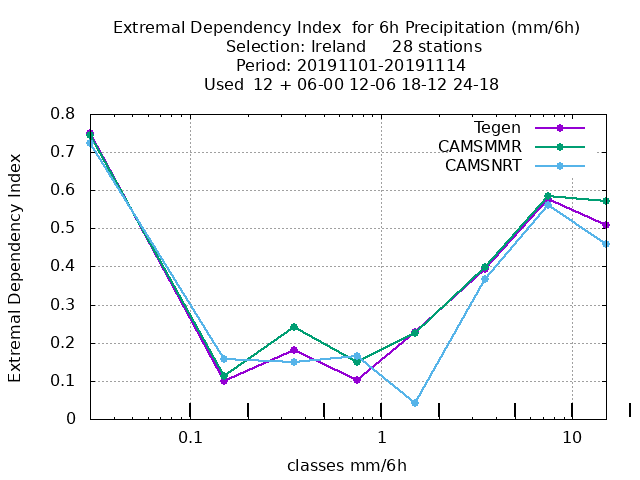 Extremal Dependency Index  for 6h Precipitation (mm/6h)
Selection: Ireland     28 stations
Period: 20191101-20191114
Used  12 + 06-00 12-06 18-12 24-18
Extremal Dependency Index
0.8
0.7
0.6
0.5
0.4
0.3
0.2
0.1
0
Tegen
CAMSMMR
CAMSNRT
0.1 1 10
classes mm/6h